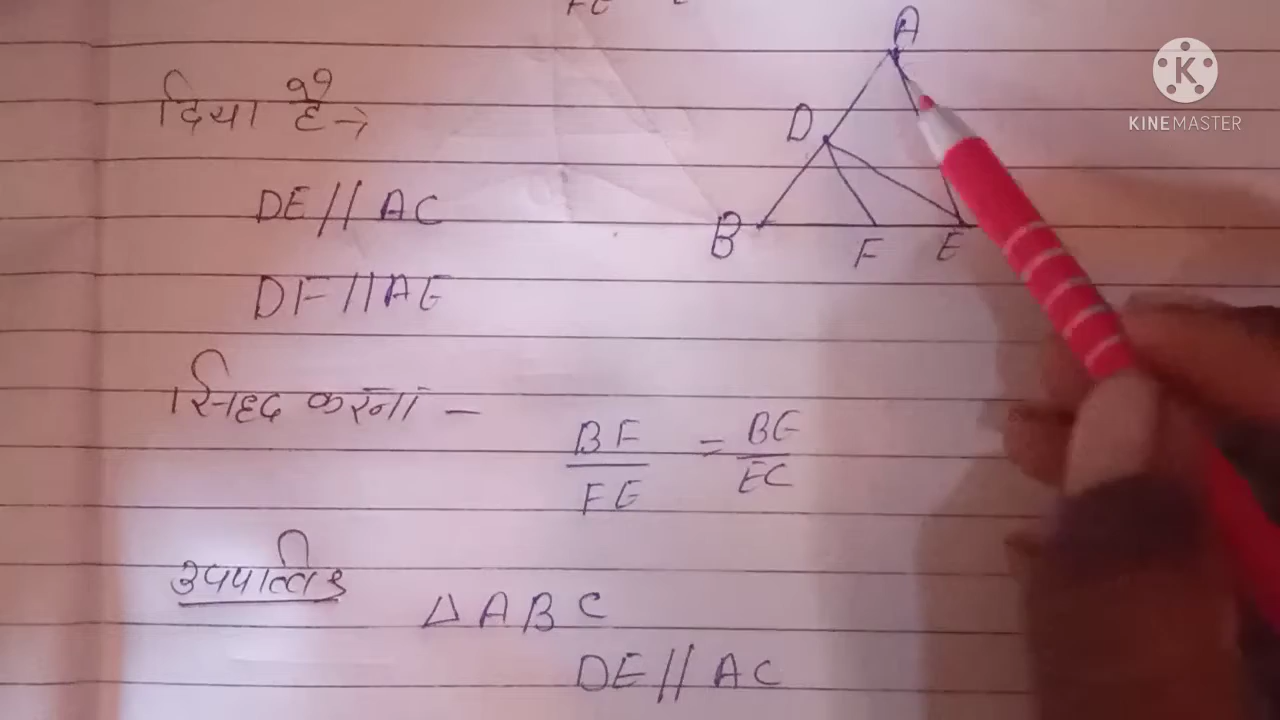 A
K
KINEMASTER
दिया है →
D
DE // AC
B
F E
DF // AE
सिद्द करना -
BF/FE = BE/EC
उपपत्ति
△ ABC
DE // AC